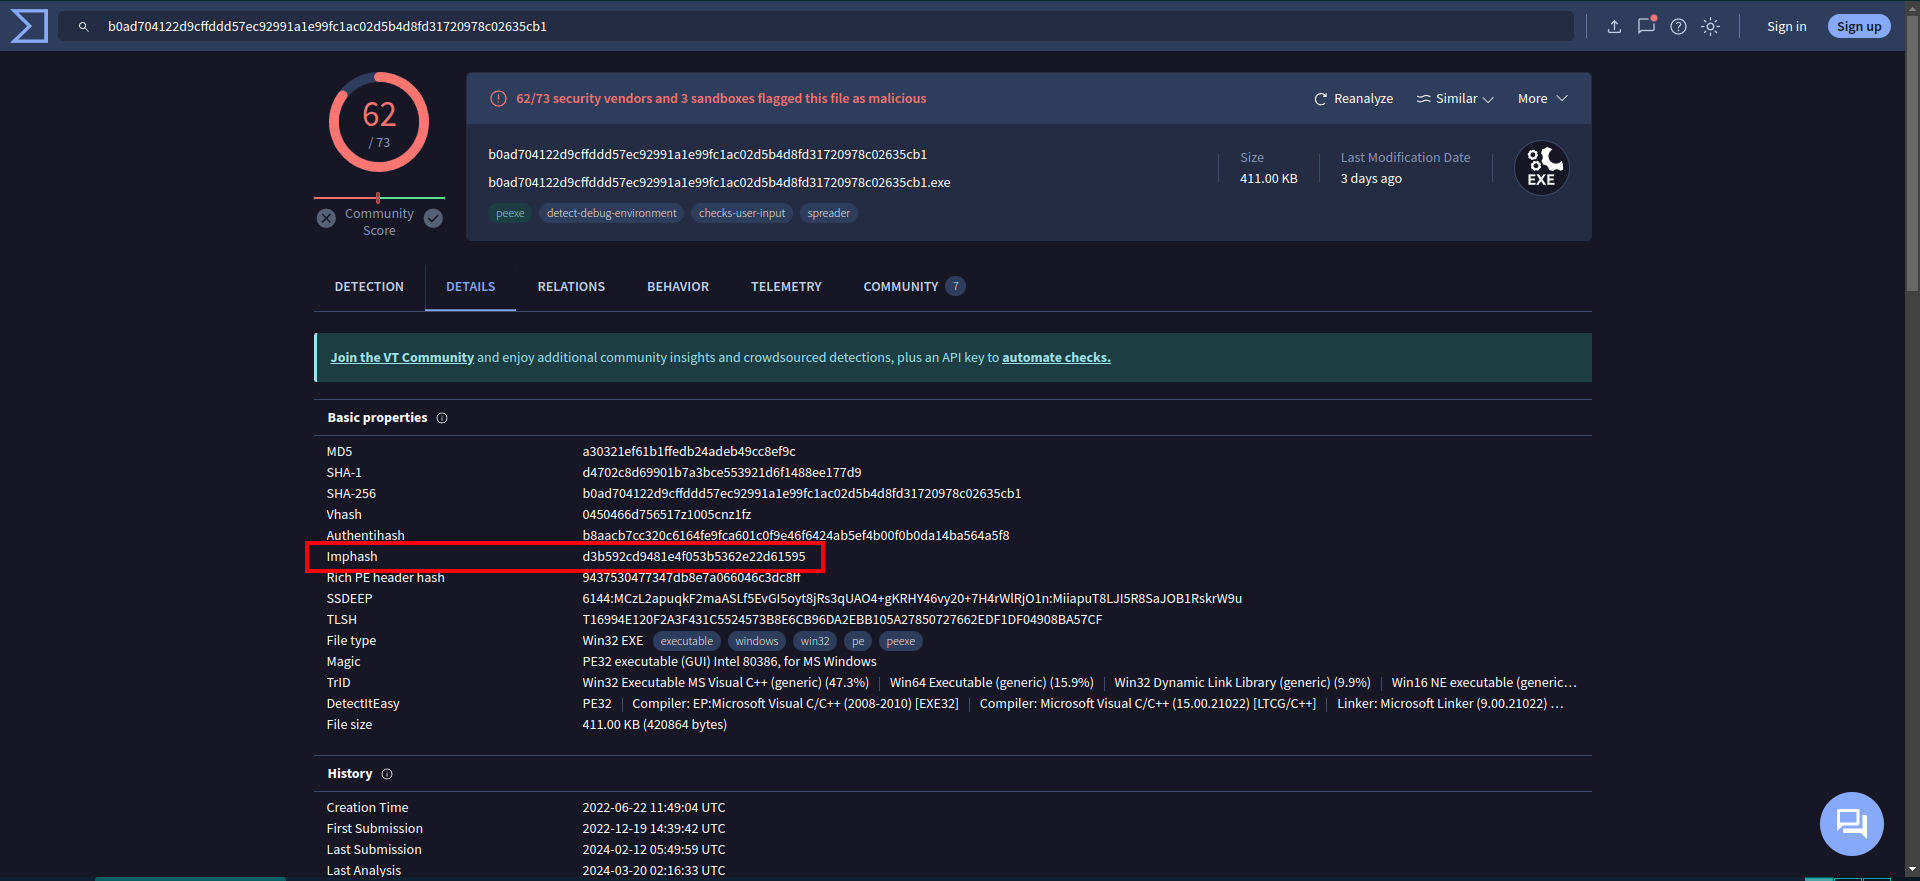 b0ad704122d9cffddd57ec92991a1e99fc1ac02d5b4d8fd31720978c02635cb1
Sign in
Sign up
62
/ 73
Community
Score
62/73 security vendors and 3 sandboxes flagged this file as malicious
Reanalyze
Similar
More
b0ad704122d9cffddd57ec92991a1e99fc1ac02d5b4d8fd31720978c02635cb1
b0ad704122d9cffddd57ec92991a1e99fc1ac02d5b4d8fd31720978c02635cb1.exe
peexe detect-debug-environment checks-user-input spreader
Size
411.00 KB
Last Modification Date
3 days ago
EXE
DETECTION DETAILS RELATIONS BEHAVIOR TELEMETRY COMMUNITY 7
Join the VT Community and enjoy additional community insights and crowdsourced detections, plus an API key to automate checks.
Basic properties
MD5 a30321ef61b1ffedb24adeb49cc8ef9c
SHA-1 d4702c8d69901b7a3bce553921d6f1488ee177d9
SHA-256 b0ad704122d9cffddd57ec92991a1e99fc1ac02d5b4d8fd31720978c02635cb1
Vhash 0450466d756517z1005cnz1fz
Authentihash b8aacb7cc320c6164fe9fca601c0f9e46f6424ab5ef4b00f0b0da14ba564a5f8
Imphash d3b592cd9481e4f053b5362e22d61595
Rich PE header hash 9437530477347db8e7a066046c3dc8ff
SSDEEP 6144:MCzL2apuqkF2maASLf5EvGI5oyt8jRs3qUAO4+gKRHY46vy20+7H4rWlRjO1n:MiiapuT8LJI5R8SaJOB1RskrW9u
TLSH T16994E120F2A3F431C5524573B8E6CB96DA2EBB105A27850727662EDF1DF04908BA57CF
File type Win32 EXE executable windows win32 pe peexe
Magic PE32 executable (GUI) Intel 80386, for MS Windows
TrID Win32 Executable MS Visual C++ (generic) (47.3%) | Win64 Executable (generic) (15.9%) | Win32 Dynamic Link Library (generic) (9.9%) | Win16 NE executable (generic…
DetectItEasy PE32 | Compiler: EP:Microsoft Visual C/C++ (2008-2010) [EXE32] | Compiler: Microsoft Visual C/C++ (15.00.21022) [LTCG/C++] | Linker: Microsoft Linker (9.00.21022) …
File size 411.00 KB (420864 bytes)
History
Creation Time 2022-06-22 11:49:04 UTC
First Submission 2022-12-19 14:39:42 UTC
Last Submission 2024-02-12 05:49:59 UTC
Last Analysis 2024-03-20 02:16:33 UTC